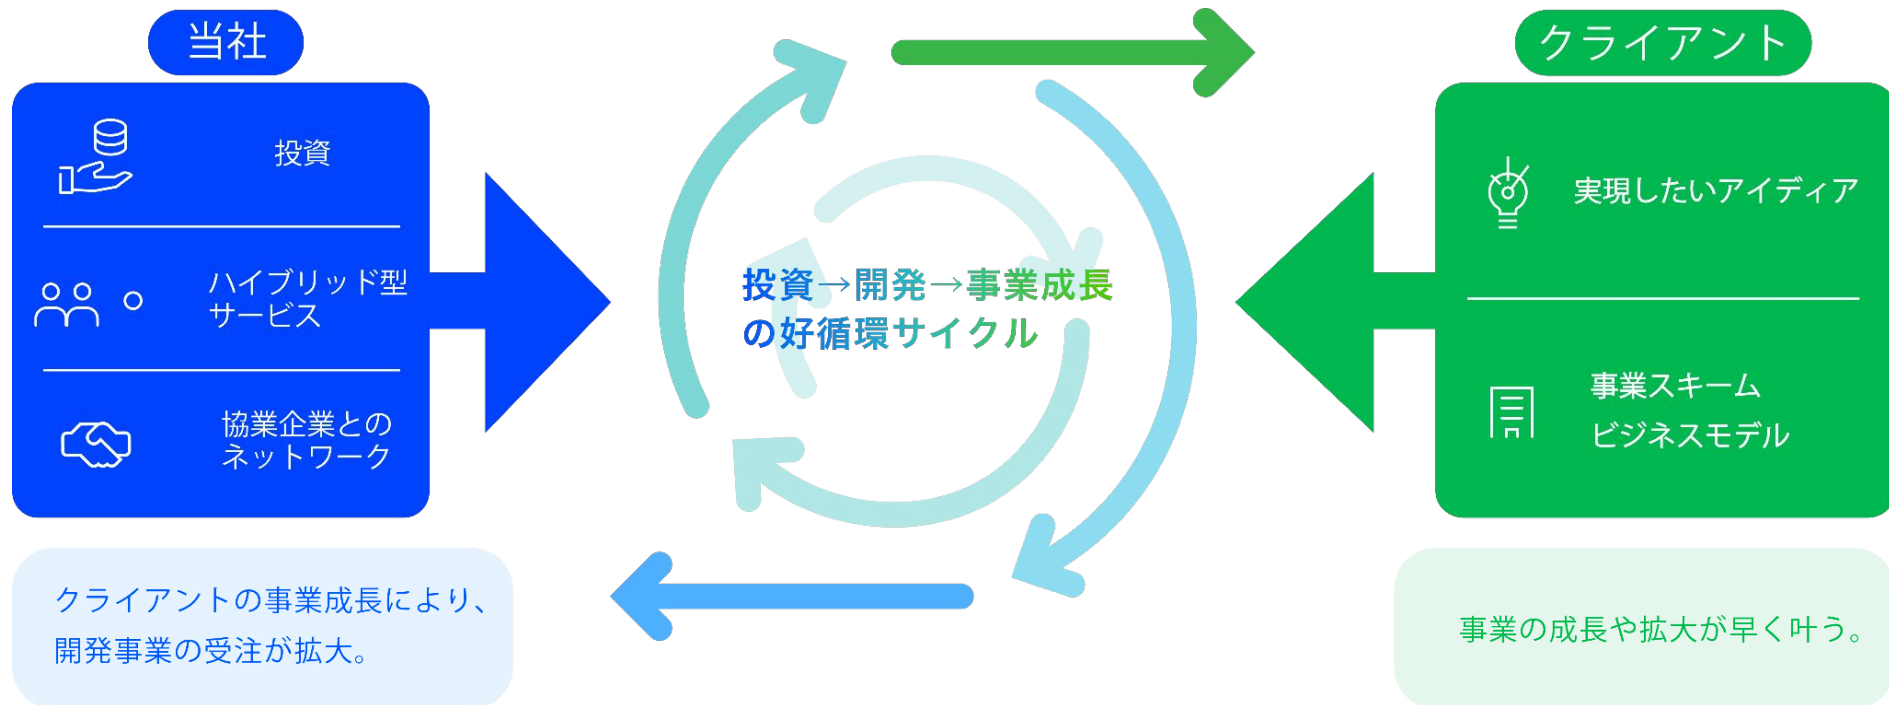 当社
投資
ハイブリッド型
サービス
協業企業との
ネットワーク
クライアントの事業成長により、
開発事業の受注が拡大。
投資→開発→事業成長
の好循環サイクル
クライアント
実現したいアイディア
事業スキーム
ビジネスモデル
事業の成長や拡大が早く叶う。